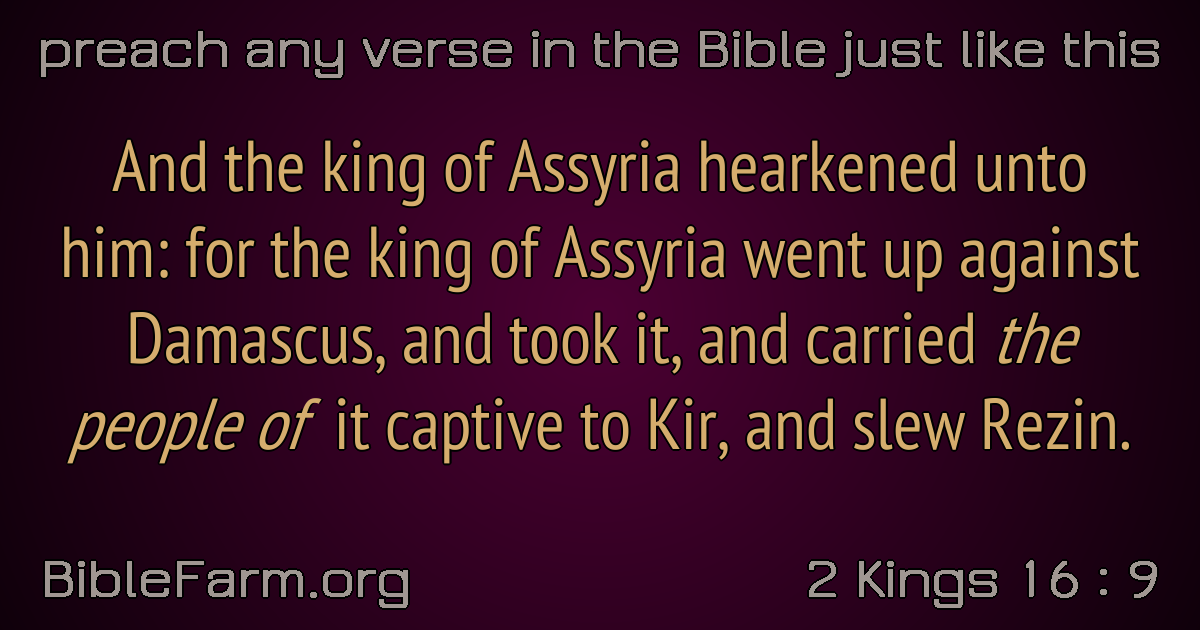 preach any verse in the Bible just like this
And the king of Assyria hearkened unto
him: for the king of Assyria went up against
Damascus, and took it, and carried the
people of it captive to Kir, and slew Rezin.
BibleFarm.org
2 Kings 16 : 9